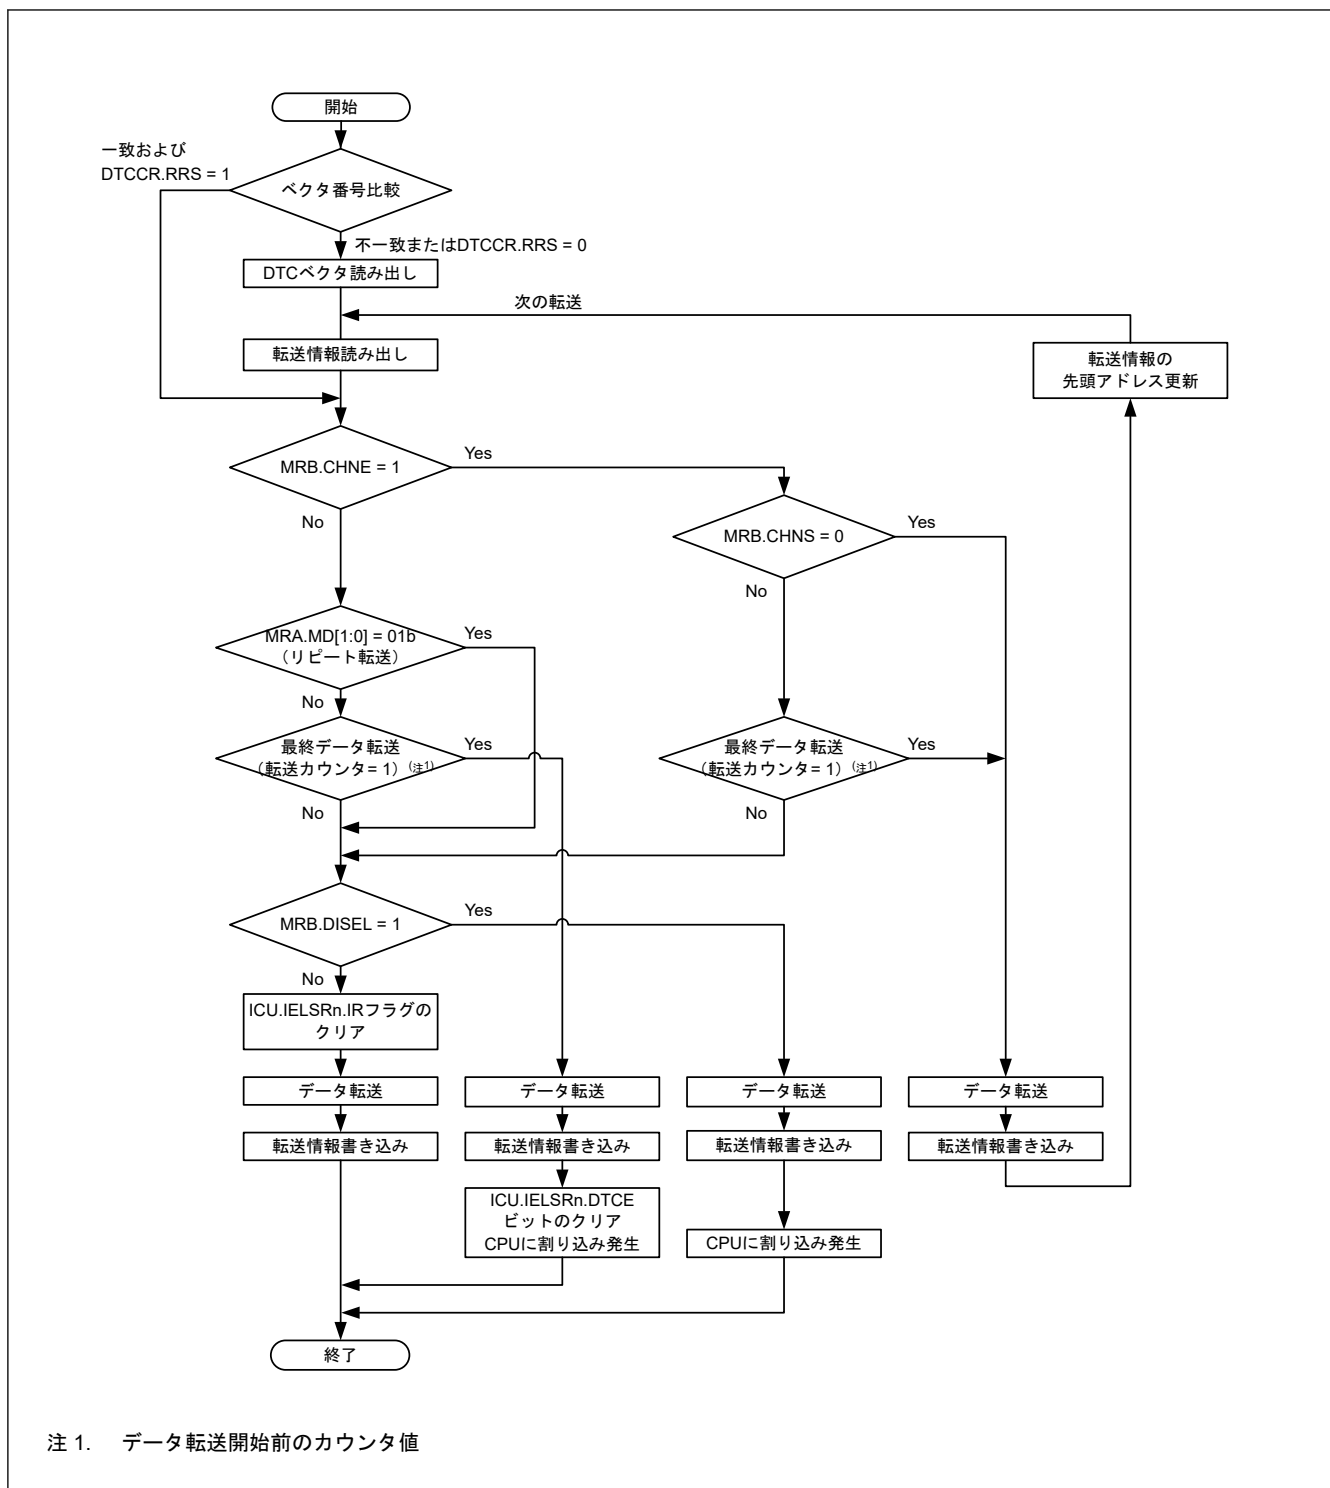 開始
一致および
DTCCR.RRS = 1
ベクタ番号比較
不一致またはDTCCR.RRS = 0
DTCベクタ読み出し
次の転送
転送情報読み出し
転送情報の
先頭アドレス更新
MRB.CHNE = 1
Yes
No
MRB.CHNS = 0
Yes
No
MRA.MD[1:0] = 01b
(リピート転送)
Yes
No
最終データ転送
(転送カウンタ= 1) (注1)
Yes
No
最終データ転送
(転送カウンタ= 1) (注1)
Yes
No
MRB.DISEL = 1
Yes
No
ICU.IELSRn.IRフラグの
クリア
データ転送
データ転送
データ転送
データ転送
転送情報書き込み
転送情報書き込み
転送情報書き込み
転送情報書き込み
ICU.IELSRn.DTCE
ビットのクリア
CPUに割り込み発生
CPUに割り込み発生
終了
注 1. データ転送開始前のカウンタ値